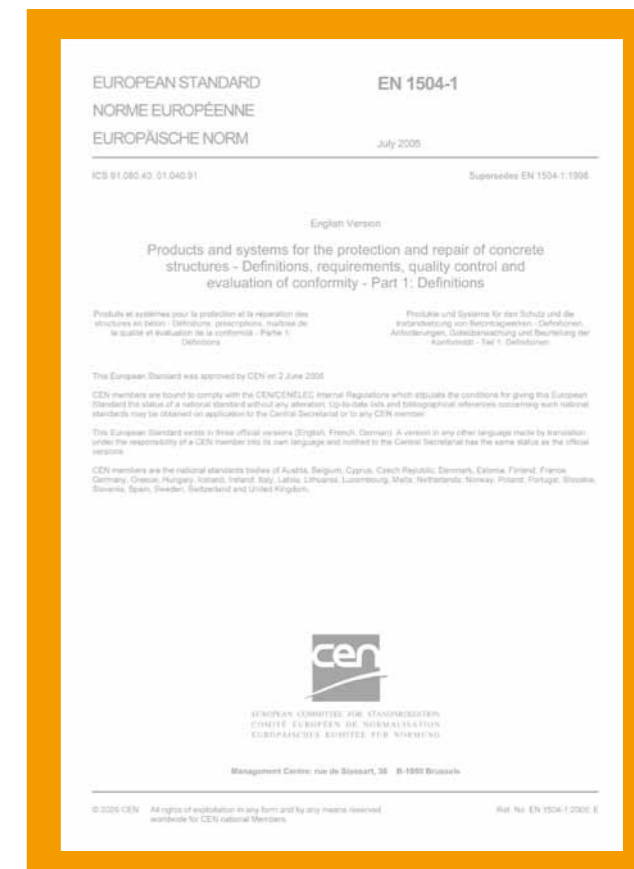 EUROPEAN STANDARD
NORME EUROPÉENNE
EUROPÄISCHE NORM
EN 1504-1
July 2005
ICS 91.080.40; 01.040.91
Supersedes EN 1504-1:1998
English Version
Products and systems for the protection and repair of concrete
structures - Definitions, requirements, quality control and
evaluation of conformity - Part 1: Definitions
Produits et systèmes pour la protection et la réparation des
structures en béton - Définitions, prescriptions, maîtrise de
la qualité et évaluation de la conformité - Partie 1:
Définitions
Produkte und Systeme für den Schutz und die
Instandsetzung von Betontragwerken - Definitionen,
Anforderungen, Güteüberwachung und Beurteilung der
Konformität - Teil 1: Definitionen
This European Standard was approved by CEN on 2 June 2005
CEN members are bound to comply with the CEN/CENELEC Internal Regulations which stipulate the conditions for giving this European
Standard the status of a national standard without any alteration. Up-to-date lists and bibliographical references concerning such national
standards may be obtained on application to the Central Secretariat or to any CEN member.
This European Standard exists in three official versions (English, French, German). A version in any other language made by translation
under the responsibility of a CEN member into its own language and notified to the Central Secretariat has the same status as the official
versions.
CEN members are the national standards bodies of Austria, Belgium, Cyprus, Czech Republic, Denmark, Estonia, Finland, France,
Germany, Greece, Hungary, Iceland, Ireland, Italy, Latvia, Lithuania, Luxembourg, Malta, Netherlands, Norway, Poland, Portugal, Slovakia,
Slovenia, Spain, Sweden, Switzerland and United Kingdom.
cen
EUROPEAN COMMITTEE FOR STANDARDIZATION
COMITÉ EUROPÉEN DE NORMALISATION
EUROPÄISCHES KOMITEE FÜR NORMUNG
Management Centre: rue de Stassart, 36 B-1050 Brussels
© 2005 CEN All rights of exploitation in any form and by any means reserved
worldwide for CEN national Members.
Ref. No. EN 1504-1:2005: E